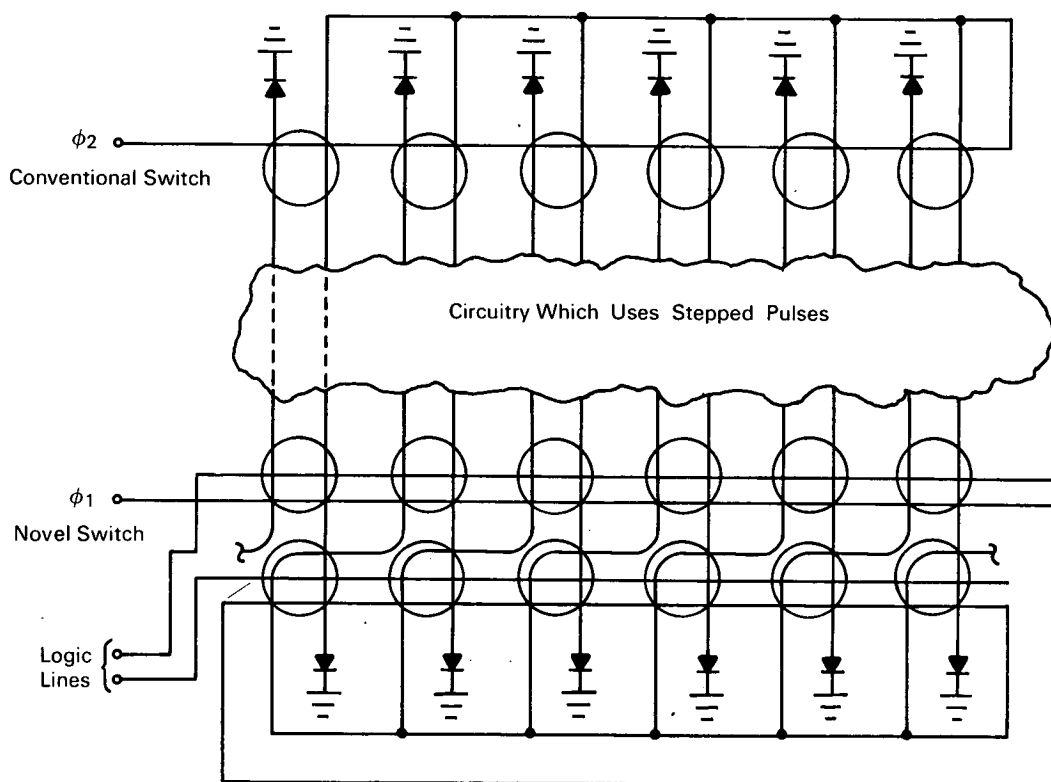 ϕ2
Conventional Switch
Circuitry Which Uses Stepped Pulses
ϕ1
Novel Switch
Logic
Lines